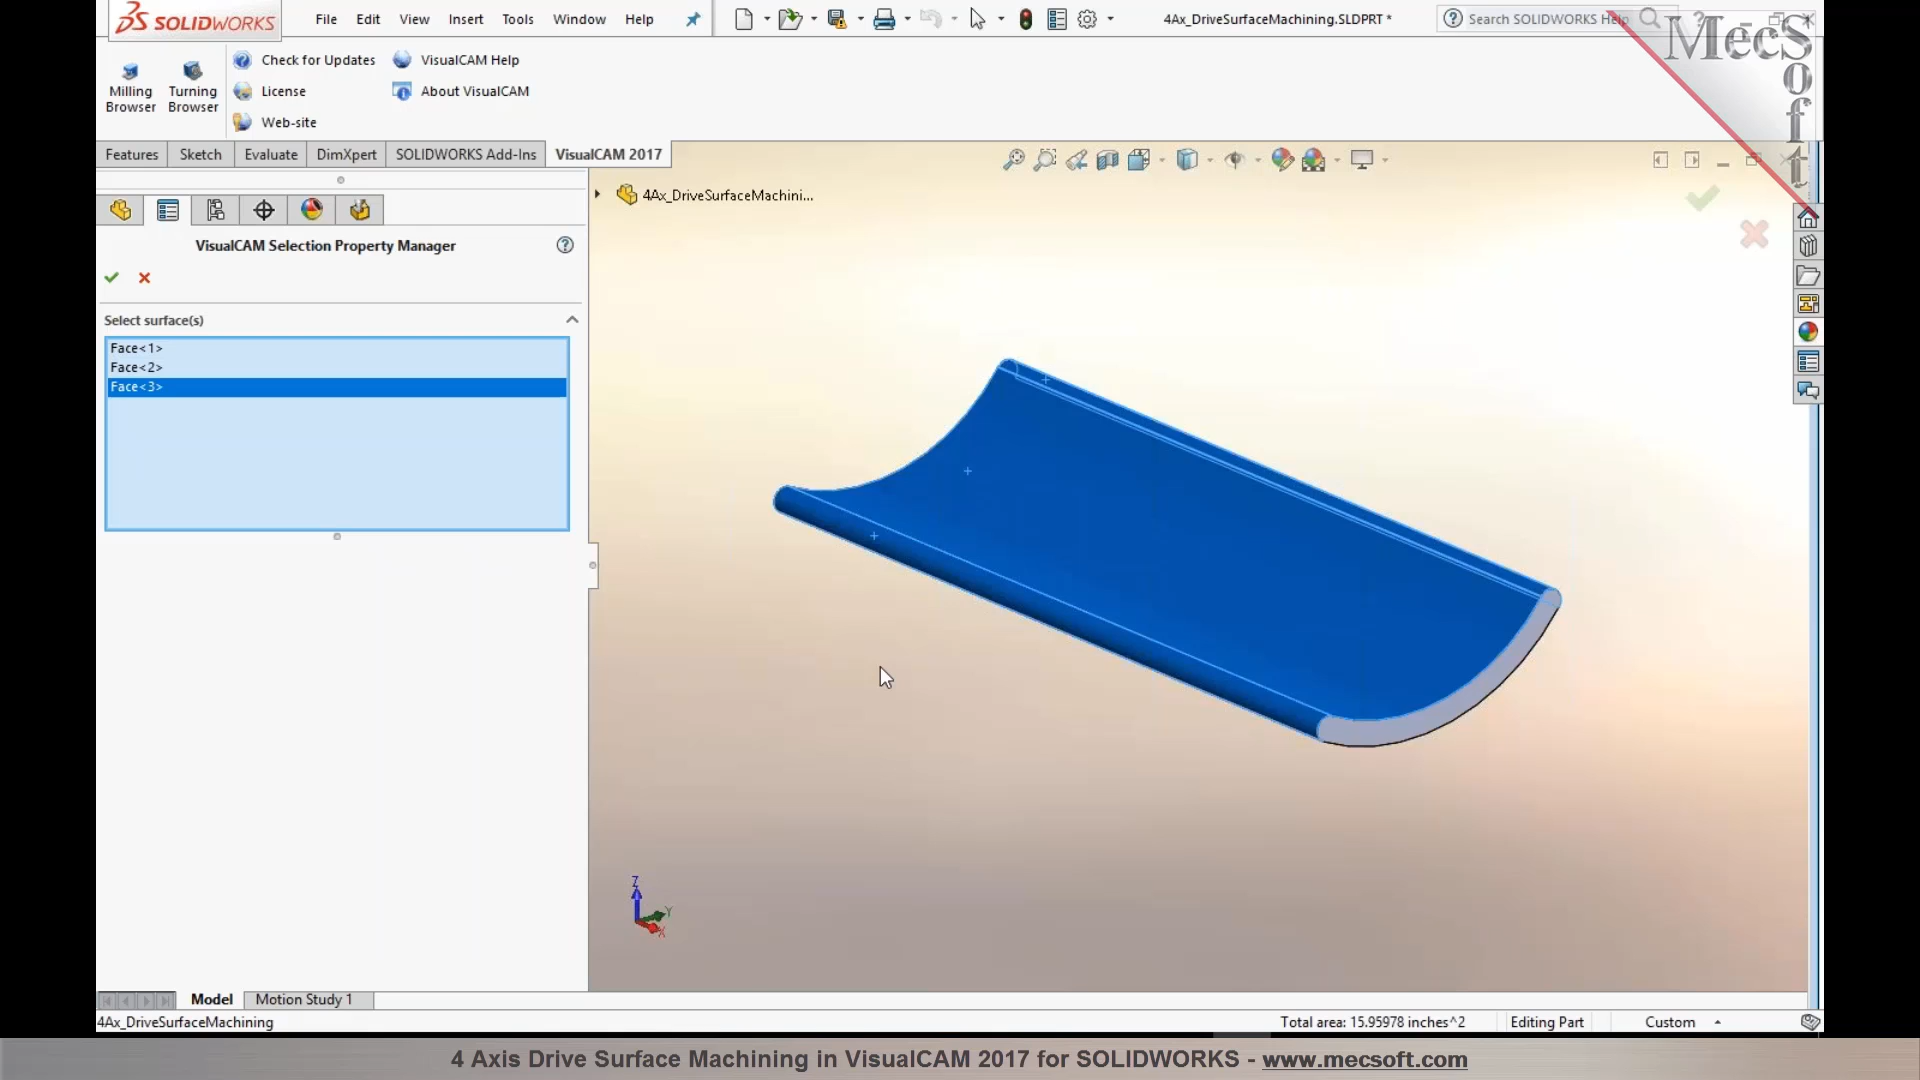 SOLIDWORKS
File Edit View Insert Tools Window Help
4Ax_DriveSurfaceMachining.SLDPRT *
Search SOLIDWORKS Help
MecSoft
Milling Browser
Turning Browser
Check for Updates
License
Web-site
VisualCAM Help
About VisualCAM
Features Sketch Evaluate DimXpert SOLIDWORKS Add-Ins VisualCAM 2017
4Ax_DriveSurfaceMachini...
VisualCAM Selection Property Manager
Select surface(s)
Face<1>
Face<2>
Face<3>
Z
Y
X
Model Motion Study 1
4Ax_DriveSurfaceMachining
Total area: 15.95978 inches^2 Editing Part Custom
4 Axis Drive Surface Machining in VisualCAM 2017 for SOLIDWORKS - www.mecsoft.com